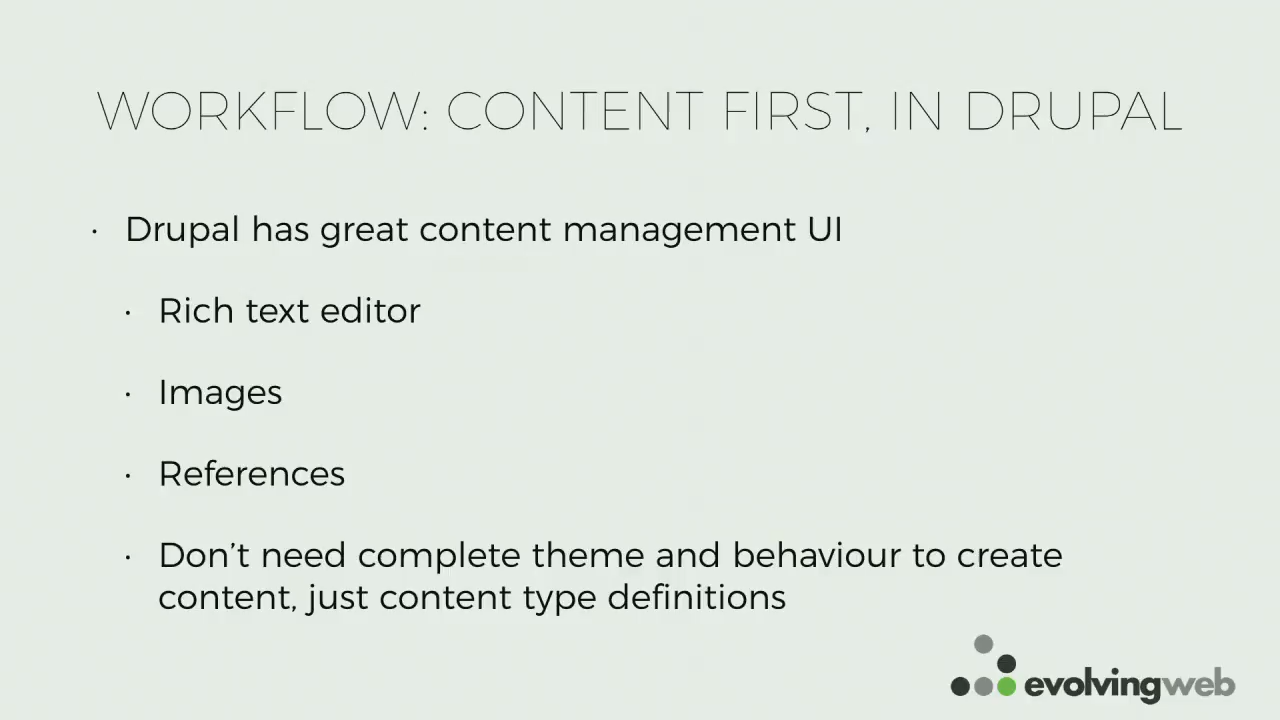 WORKFLOW: CONTENT FIRST, IN DRUPAL
· Drupal has great content management UI
· Rich text editor
· Images
· References
· Don’t need complete theme and behaviour to create
content, just content type definitions
evolvingweb